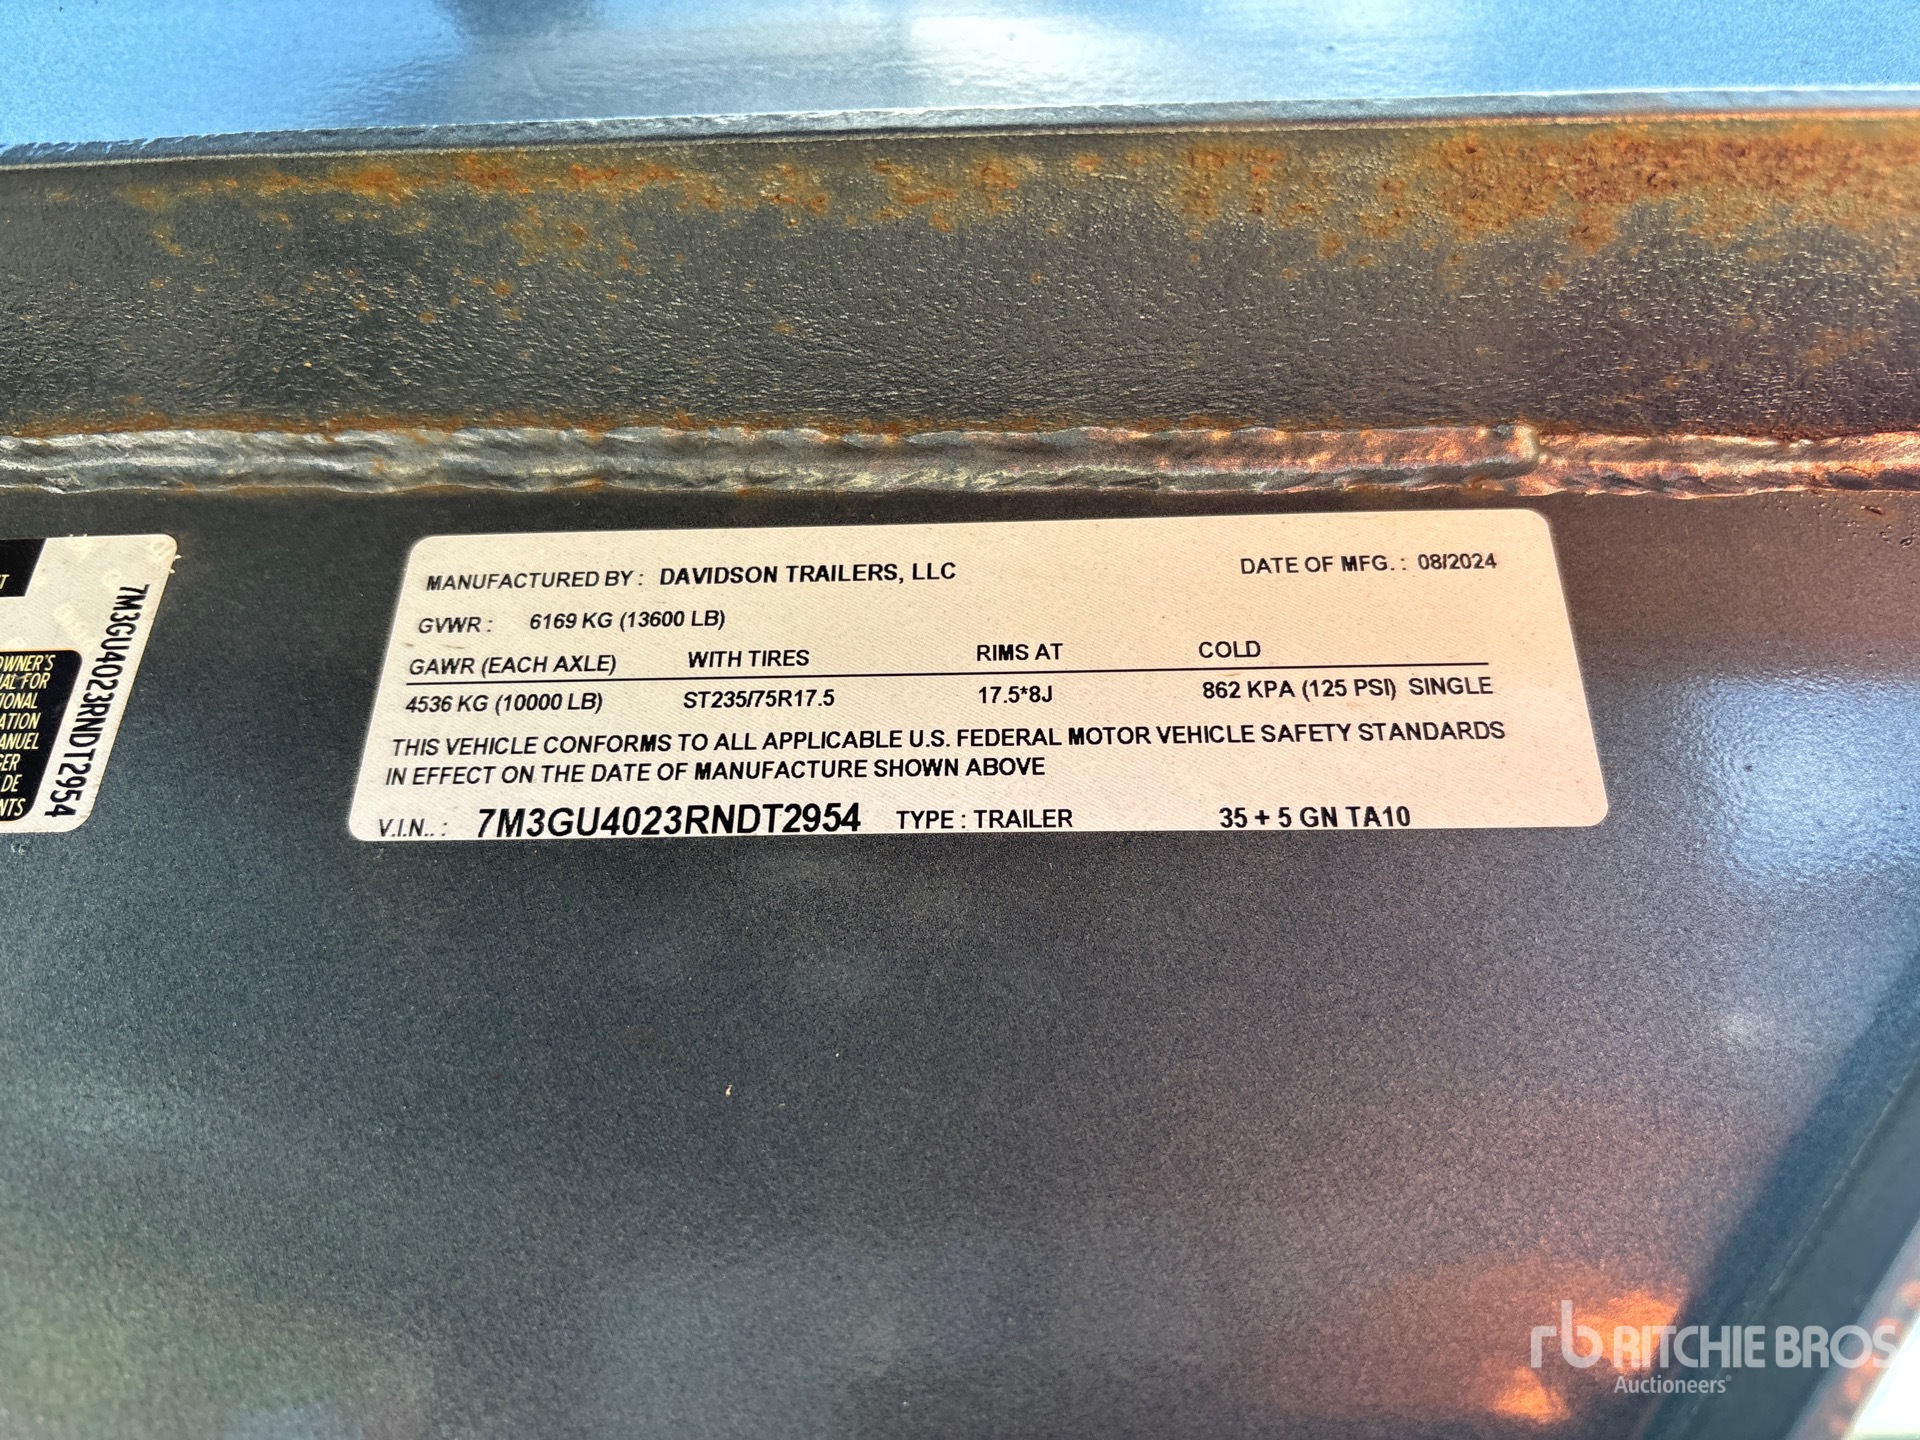 MANUFACTURED BY : DAVIDSON TRAILERS, LLC DATE OF MFG. : 08/2024
GVWR : 6169 KG (13600 LB)
GAWR (EACH AXLE) WITH TIRES RIMS AT COLD
4536 KG (10000 LB) ST235/75R17.5 17.5*8J 862 KPA (125 PSI) SINGLE
THIS VEHICLE CONFORMS TO ALL APPLICABLE U.S. FEDERAL MOTOR VEHICLE SAFETY STANDARDS
IN EFFECT ON THE DATE OF MANUFACTURE SHOWN ABOVE
V.I.N.. : 7M3GU4023RNDT2954 TYPE : TRAILER 35 + 5 GN TA10
7M3GU4023RNDT2954
OWNER'S
FOR
DE
rb RITCHIE BROS
Auctioneers